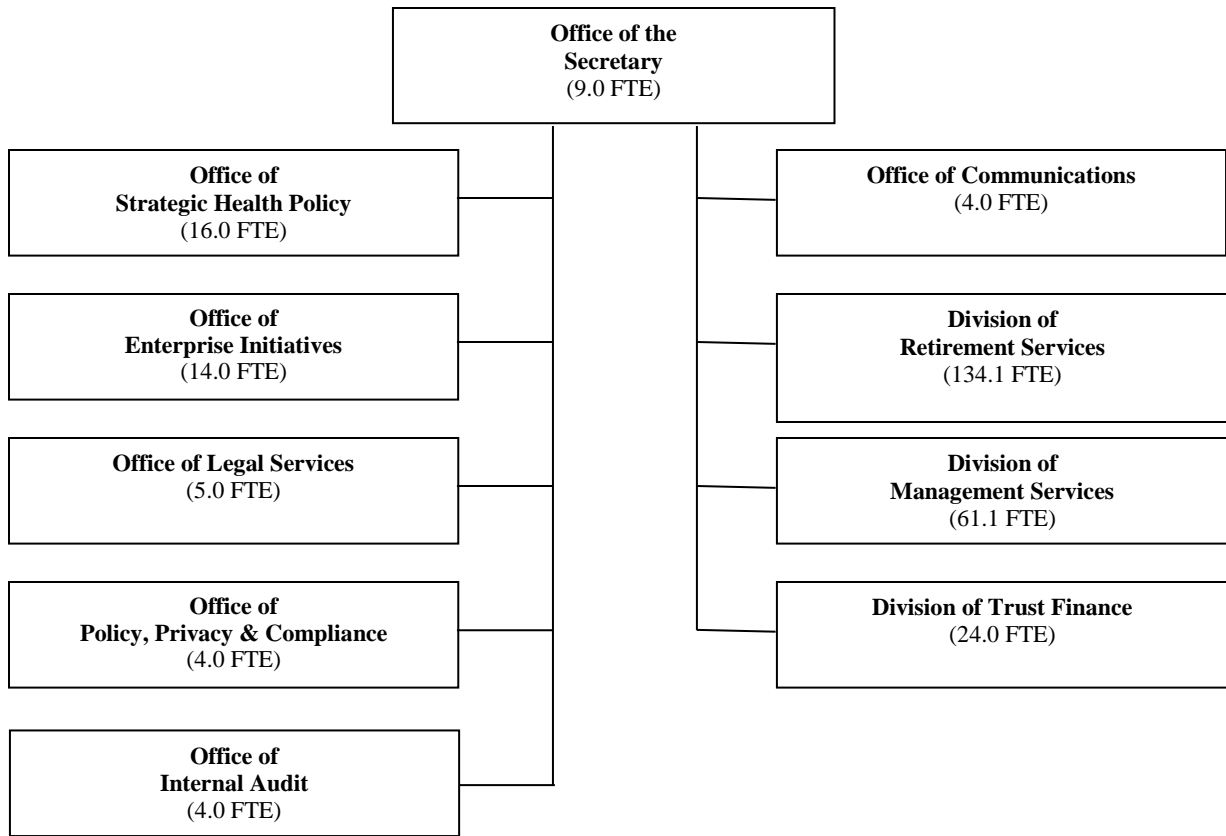 Office of the
Secretary
(9.0 FTE)
Office of
Strategic Health Policy
(16.0 FTE)
Office of
Enterprise Initiatives
(14.0 FTE)
Office of Legal Services
(5.0 FTE)
Office of
Policy, Privacy & Compliance
(4.0 FTE)
Office of
Internal Audit
(4.0 FTE)
Office of Communications
(4.0 FTE)
Division of
Retirement Services
(134.1 FTE)
Division of
Management Services
(61.1 FTE)
Division of Trust Finance
(24.0 FTE)